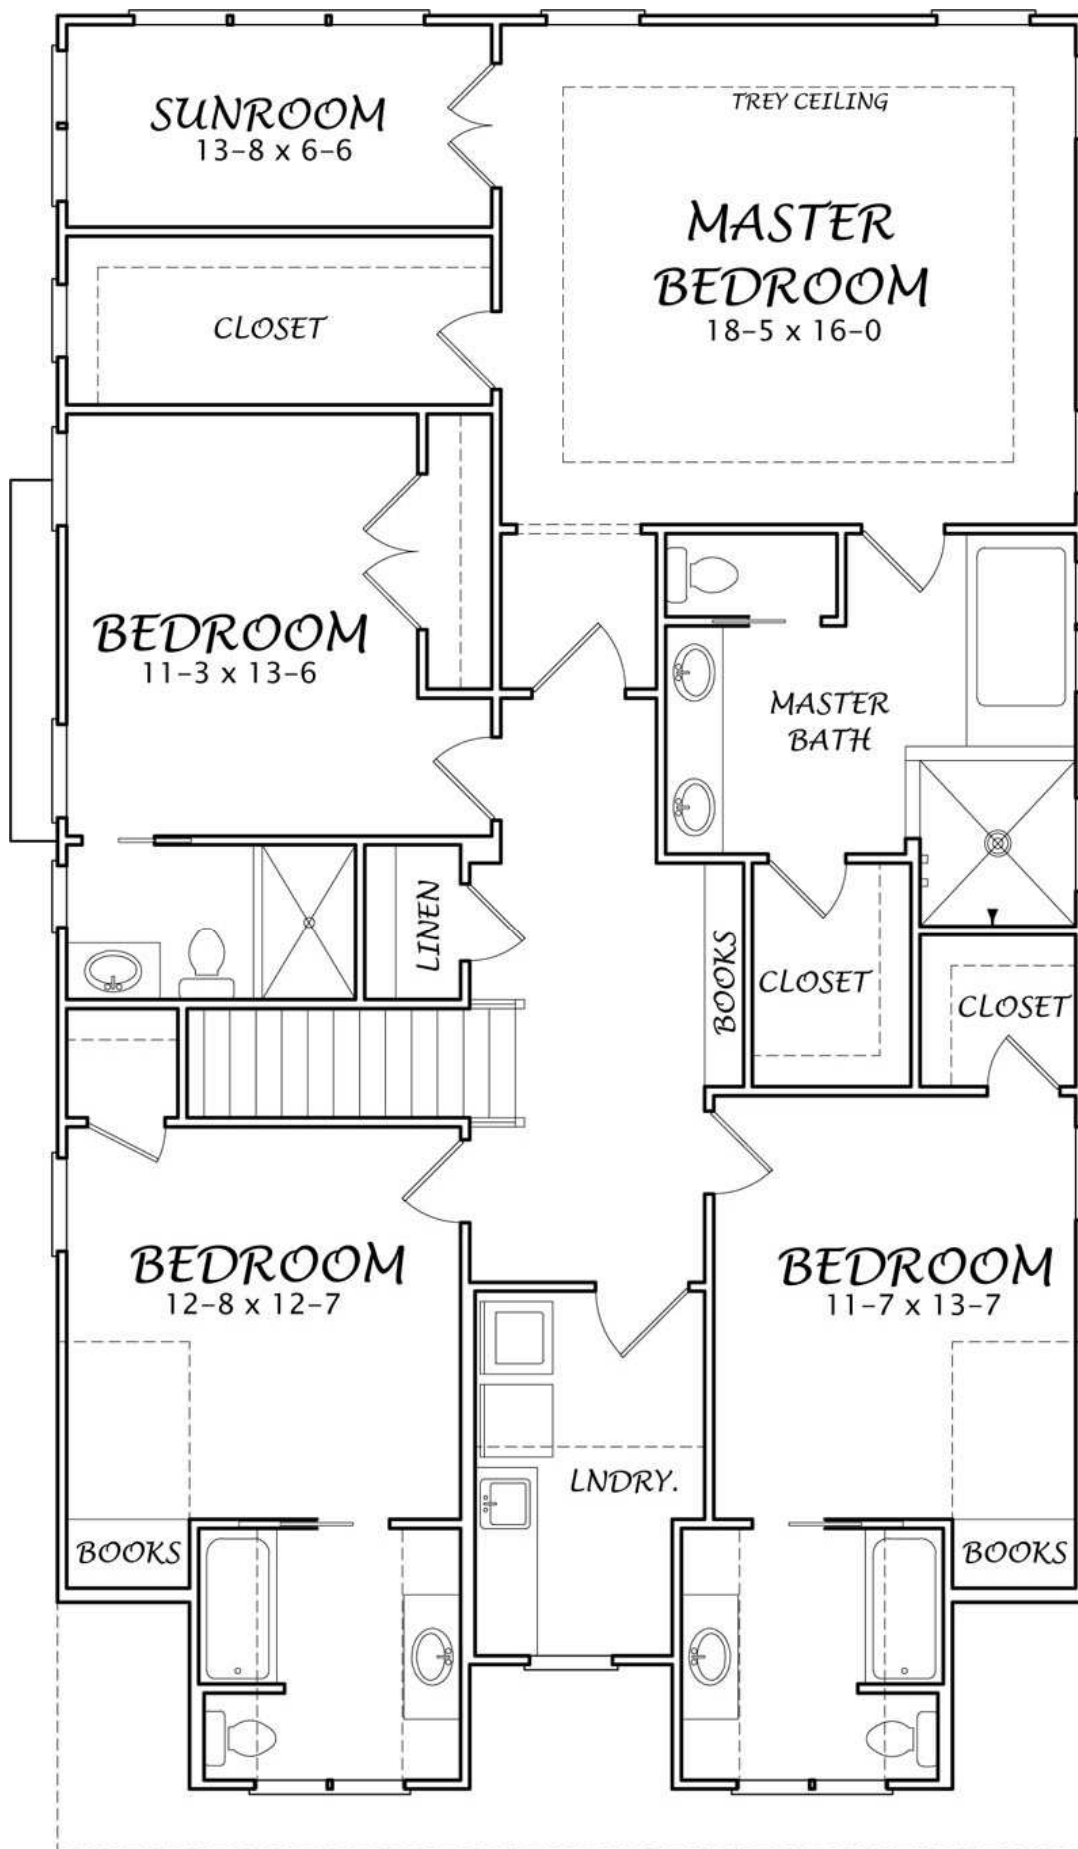 SUNROOM
13-8 x 6-6
TREY CEILING
MASTER
BEDROOM
18-5 x 16-0
CLOSET
BEDROOM
11-3 x 13-6
MASTER
BATH
LINEN
BOOKS
CLOSET
CLOSET
BEDROOM
12-8 x 12-7
BEDROOM
11-7 x 13-7
LNDRY.
BOOKS
BOOKS